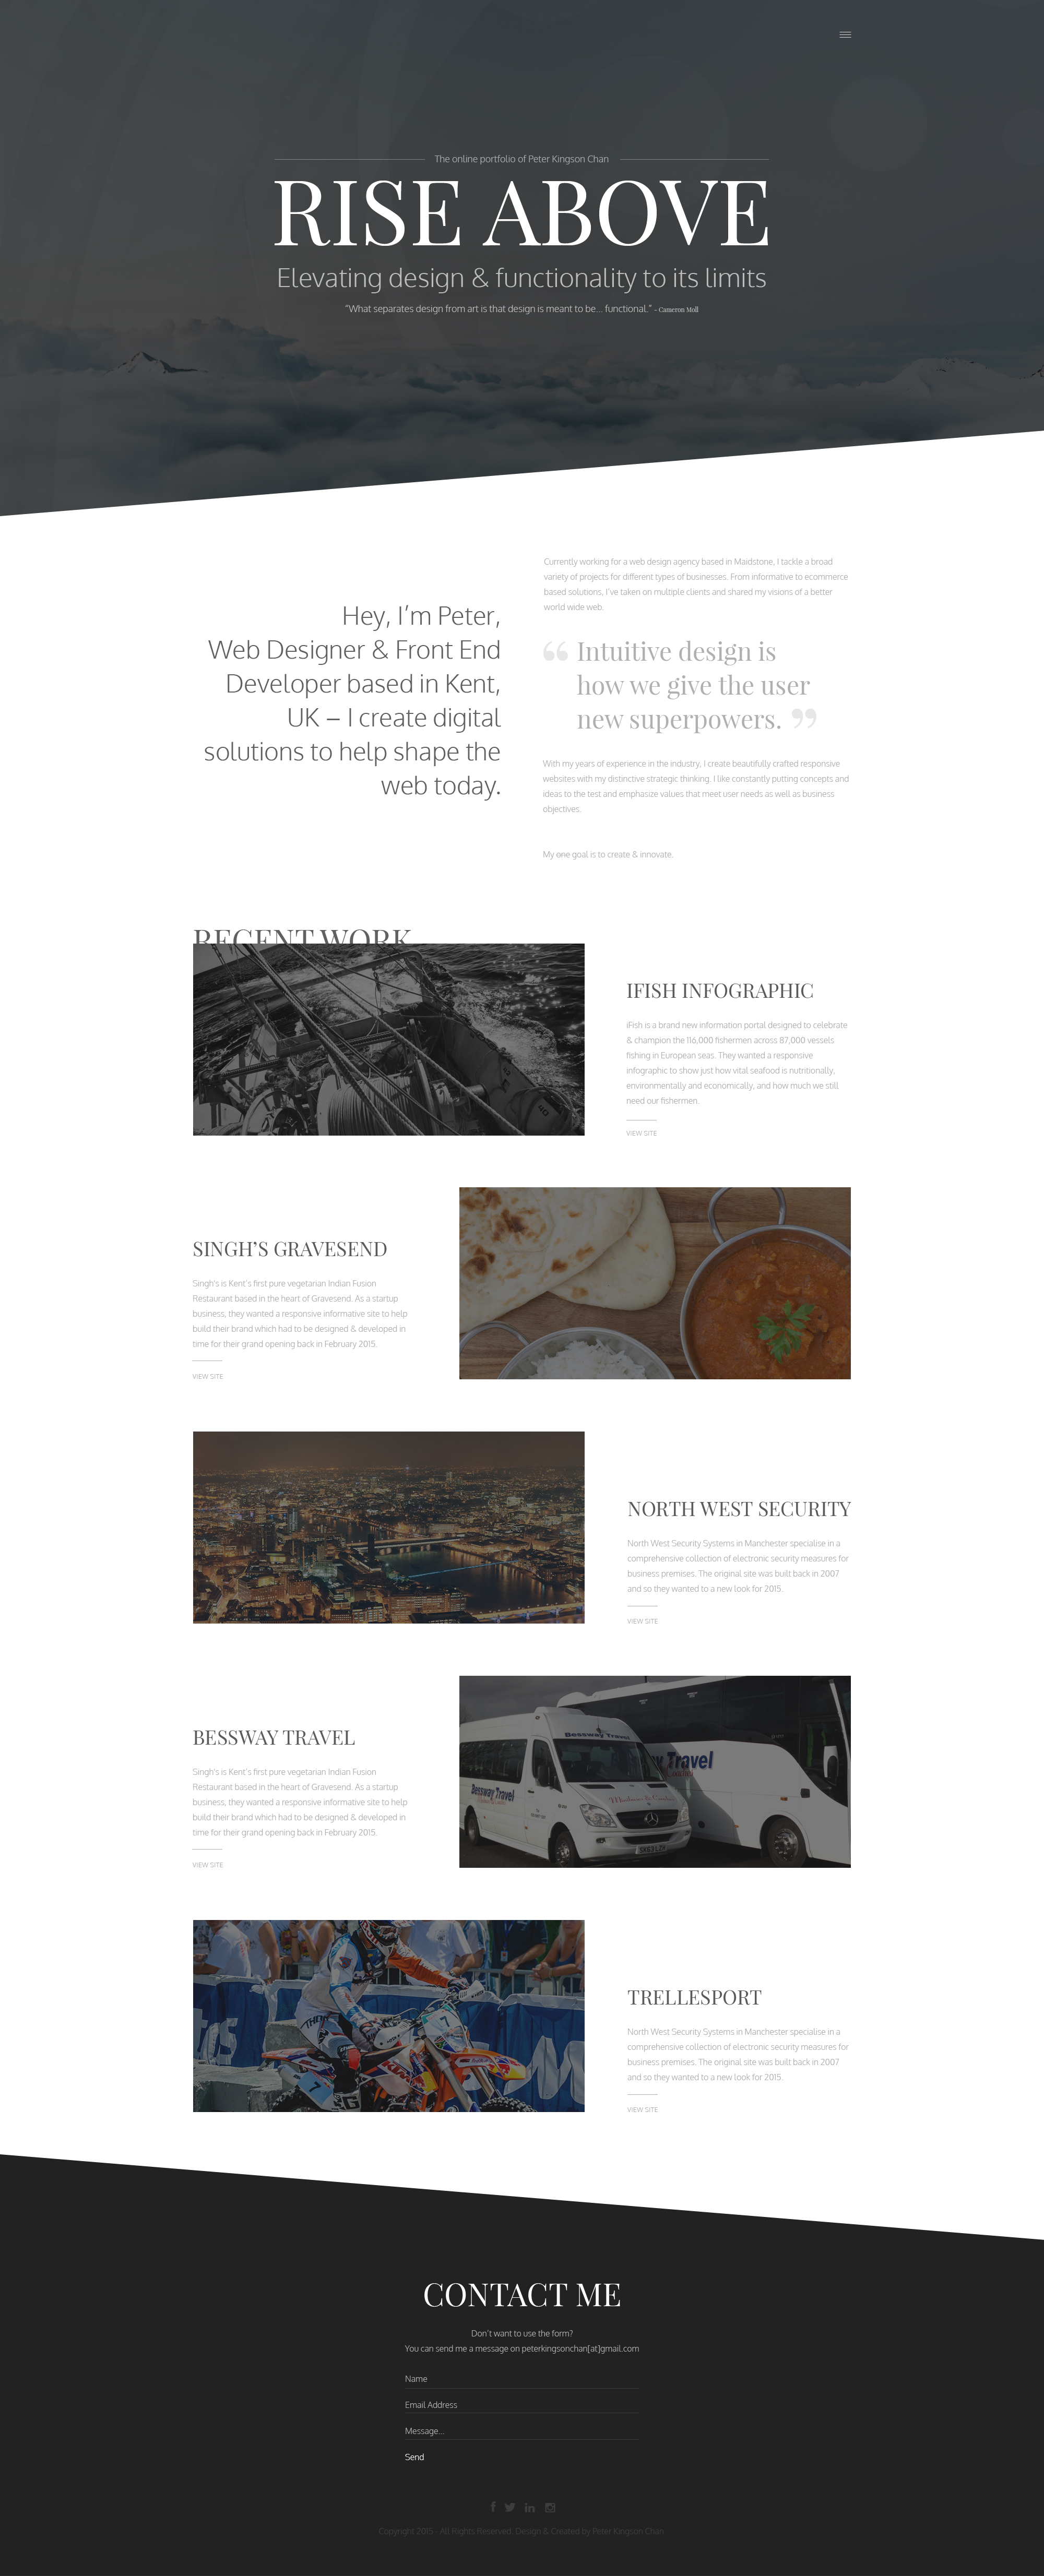 The online portfolio of Peter Kingson Chan
RISE ABOVE
Elevating design & functionality to its limits
"What separates design from art is that design is meant to be... functional." - Cameron Moll
Hey, I'm Peter,
Web Designer & Front End
Developer based in Kent,
UK – I create digital
solutions to help shape the
web today.
Currently working for a web design agency based in Maidstone, I tackle a broad
variety of projects for different types of businesses. From informative to ecommerce
based solutions, I've taken on multiple clients and shared my visions of a better
world wide web.
“ Intuitive design is
how we give the user
new superpowers. ”
With my years of experience in the industry, I create beautifully crafted responsive
websites with my distinctive strategic thinking. I like constantly putting concepts and
ideas to the test and emphasize values that meet user needs as well as business
objectives.
My one goal is to create & innovate.
RECENT WORK
IFISH INFOGRAPHIC
iFish is a brand new information portal designed to celebrate
& champion the 116,000 fishermen across 87,000 vessels
fishing in European seas. They wanted a responsive
infographic to show just how vital seafood is nutritionally,
environmentally and economically, and how much we still
need our fishermen.
VIEW SITE
SINGH'S GRAVESEND
Singh's is Kent's first pure vegetarian Indian Fusion
Restaurant based in the heart of Gravesend. As a startup
business, they wanted a responsive informative site to help
build their brand which had to be designed & developed in
time for their grand opening back in February 2015.
VIEW SITE
NORTH WEST SECURITY
North West Security Systems in Manchester specialise in a
comprehensive collection of electronic security measures for
business premises. The original site was built back in 2007
and so they wanted to a new look for 2015.
VIEW SITE
BESSWAY TRAVEL
Singh's is Kent's first pure vegetarian Indian Fusion
Restaurant based in the heart of Gravesend. As a startup
business, they wanted a responsive informative site to help
build their brand which had to be designed & developed in
time for their grand opening back in February 2015.
VIEW SITE
Bessway Travel
Bessway Travel
y Travel
TRELLESPORT
North West Security Systems in Manchester specialise in a
comprehensive collection of electronic security measures for
business premises. The original site was built back in 2007
and so they wanted to a new look for 2015.
VIEW SITE
THOR
7
7
CONTACT ME
Don't want to use the form?
You can send me a message on peterkingsonchan[at]gmail.com
Name
Email Address
Message...
Send
Copyright 2015 - All Rights Reserved. Design & Created by Peter Kingson Chan